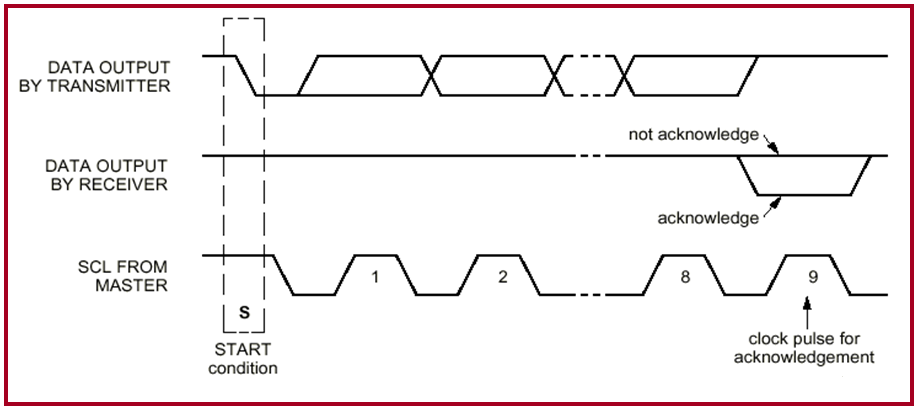 DATA OUTPUT
BY TRANSMITTER
not acknowledge
DATA OUTPUT
BY RECEIVER
acknowledge
SCL FROM
MASTER
1
2
8
9
S
START
condition
clock pulse for
acknowledgement